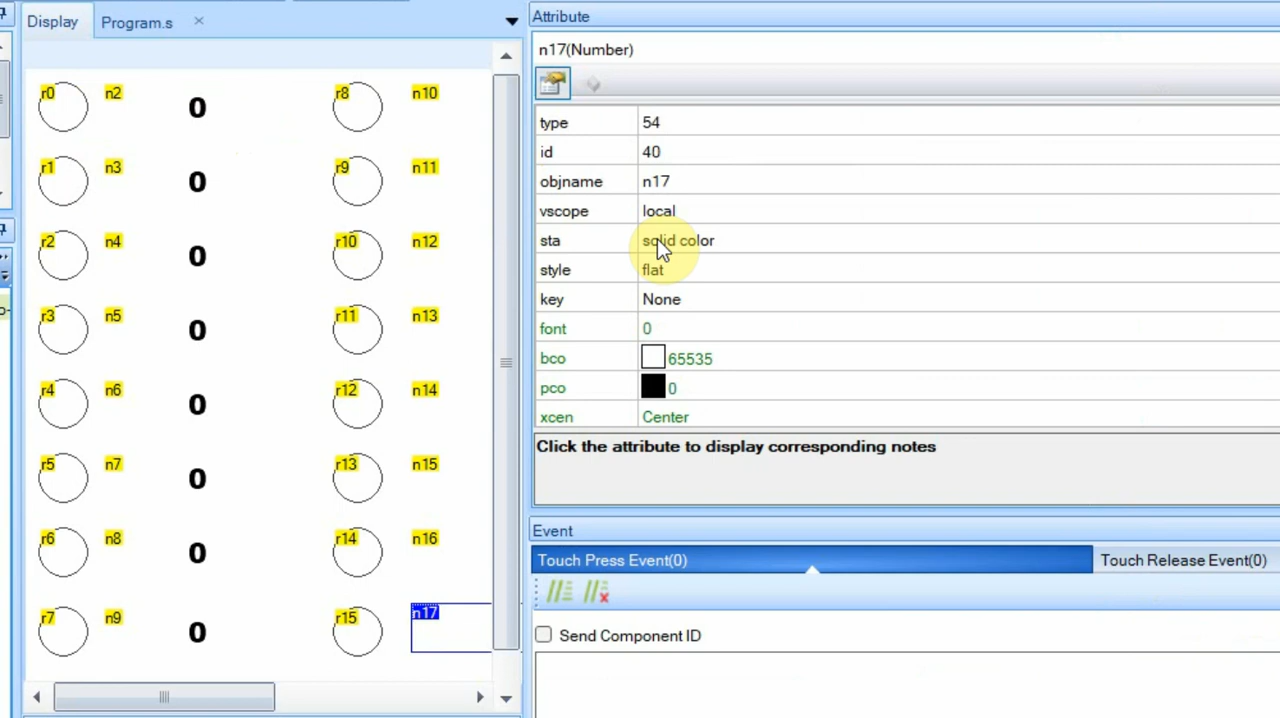 Display
Program.s
r0 n2 0 r8 n10
r1 n3 0 r9 n11
r2 n4 0 r10 n12
r3 n5 0 r11 n13
r4 n6 0 r12 n14
r5 n7 0 r13 n15
r6 n8 0 r14 n16
r7 n9 0 r15 n17
Attribute
n17(Number)
type 54
id 40
objname n17
vscope local
sta solid color
style flat
key None
font 0
bco 65535
pco 0
xcen Center
Click the attribute to display corresponding notes
Event
Touch Press Event(0) Touch Release Event(0)
Send Component ID